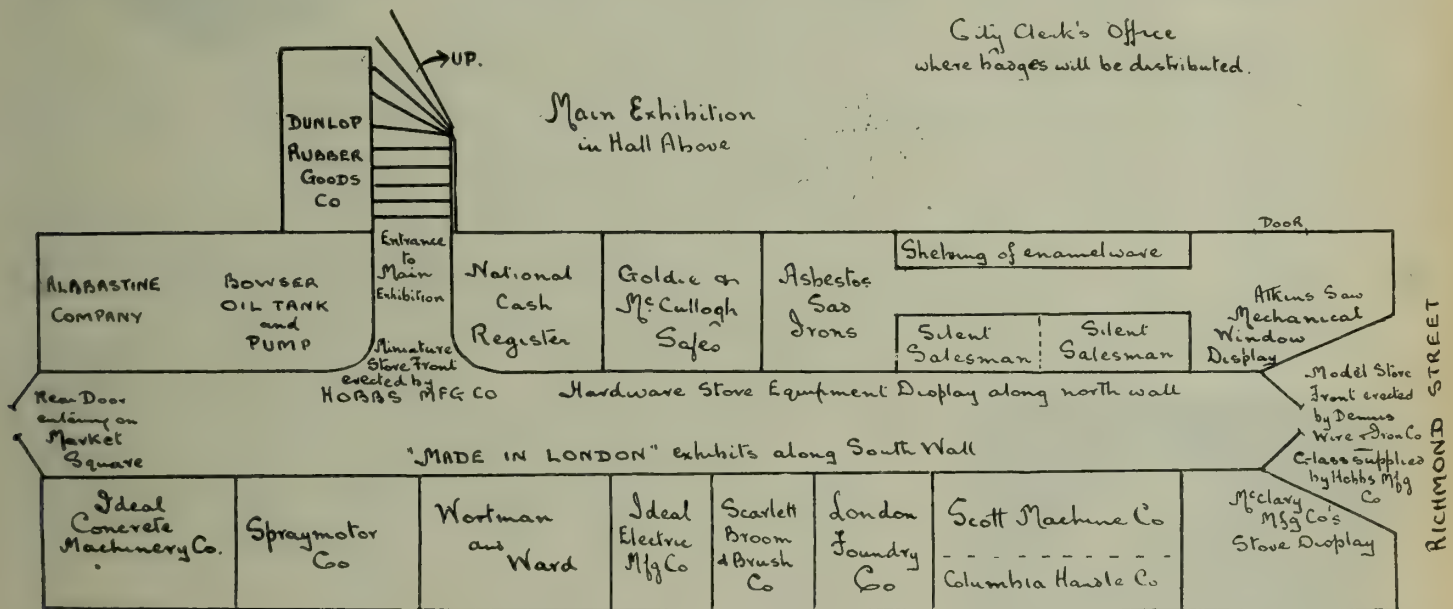 City Clerk's Office
where badges will be distributed.
UP.
Main Exhibition
in Hall Above
DUNLOP
RUBBER
GOODS
Co
ALABASTINE
COMPANY
BOWSER
OIL TANK
and
PUMP
Entrance
to
Main
Exhibition
Miniature
Store Front
erected by
HOBBS MFG CO
National
Cash
Register
Goldie &
McCullogh
Safes
Asbestos
Sad
Irons
Shelving of enamelware
Silent
Salesman
Silent
Salesman
DOOR
Atkins Saw
Mechanical
Window
Display
Hardware Store Equipment Display along north wall
Rear Door
entering on
Market
Square
"MADE IN LONDON" exhibits along South Wall
Model Store
Front erected
by Dennis
Wire & Iron Co
Glass supplied
by Hobbs Mfg
Co
RICHMOND STREET
Ideal
Concrete
Machinery Co.
Spraymotor
Co
Wortman
and
Ward
Ideal
Electric
Mfg Co
Scarlett
Broom
& Brush
Co
London
Foundry
Co
Scott Machine Co
Columbia Handle Co
McClary
Mfg Co's
Stove Display